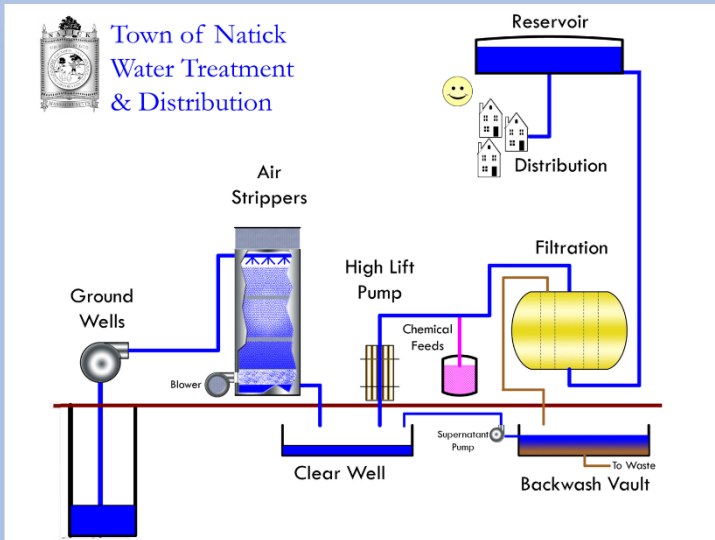 Town of Natick
Water Treatment
& Distribution
Reservoir
Distribution
Air
Strippers
Filtration
High Lift
Pump
Ground
Wells
Chemical
Feeds
Blower
Supernatant
Pump
To Waste
Clear Well
Backwash Vault